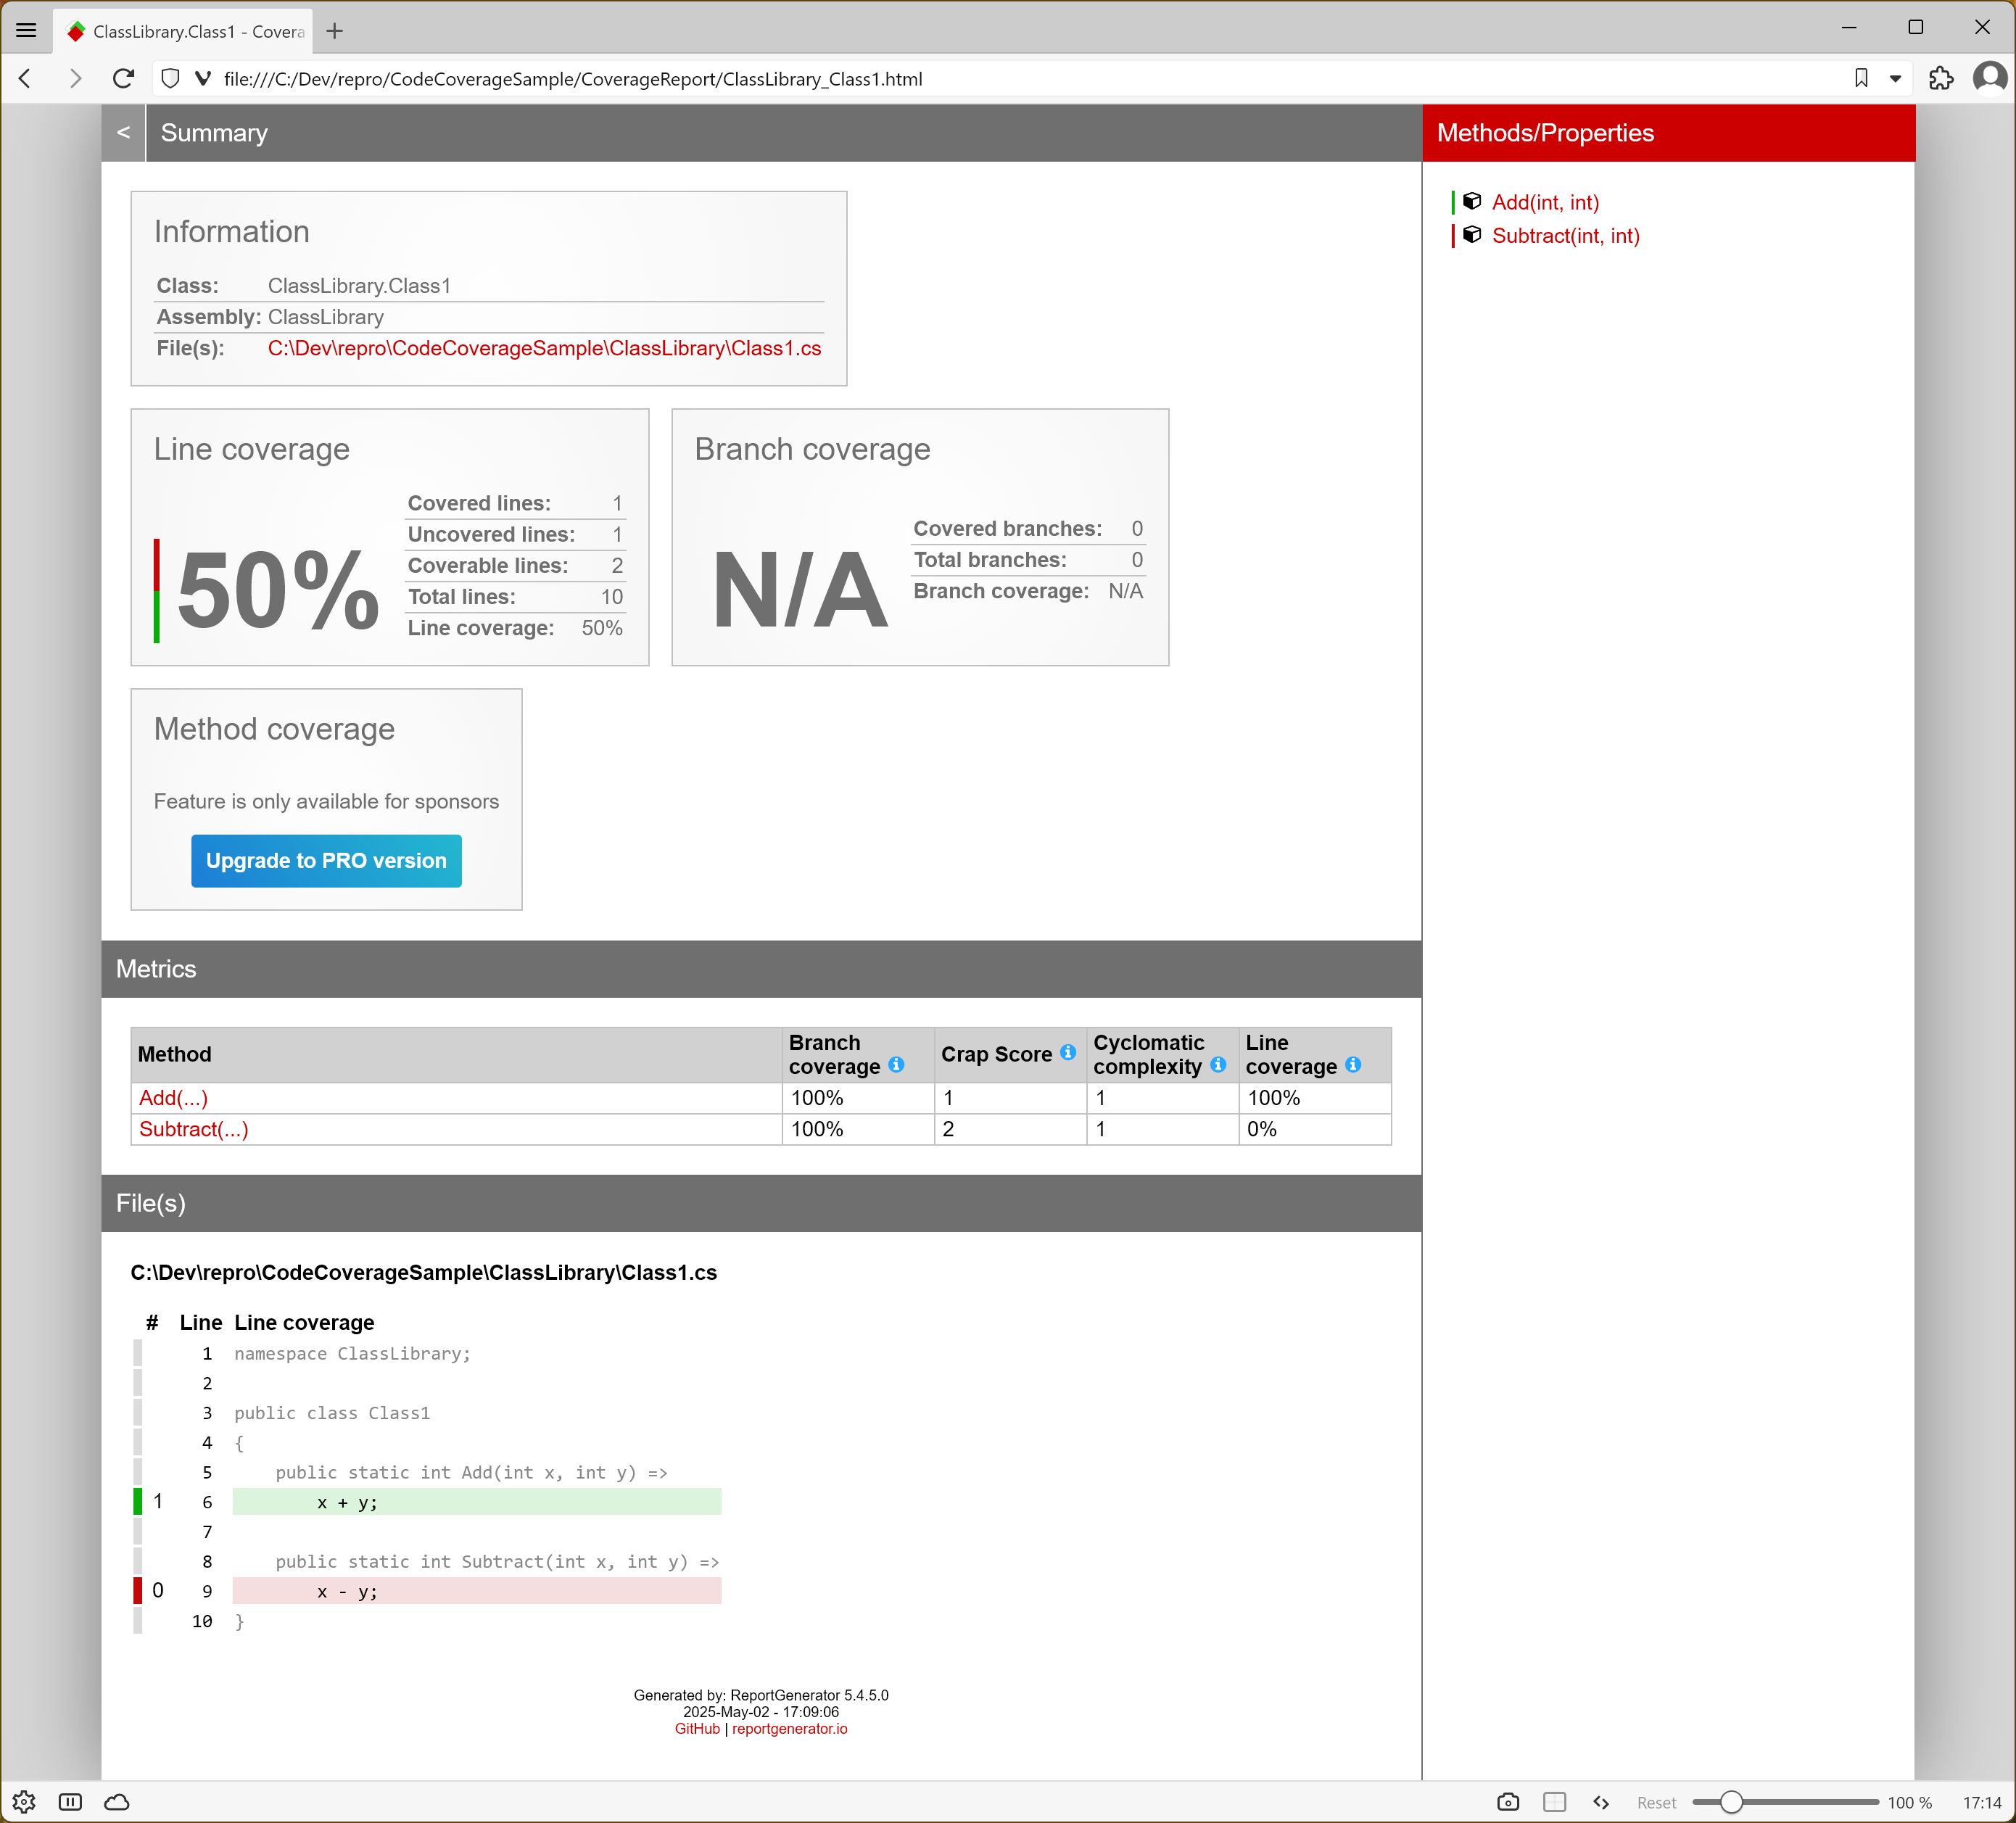 ClassLibrary.Class1 - Covera
file:///C:/Dev/repro/CodeCoverageSample/CoverageReport/ClassLibrary_Class1.html
< Summary
Methods/Properties
Add(int, int)
Subtract(int, int)
Information
Class: ClassLibrary.Class1
Assembly: ClassLibrary
File(s): C:\Dev\repro\CodeCoverageSample\ClassLibrary\Class1.cs
Line coverage
50%
Covered lines: 1
Uncovered lines: 1
Coverable lines: 2
Total lines: 10
Line coverage: 50%
Branch coverage
N/A
Covered branches: 0
Total branches: 0
Branch coverage: N/A
Method coverage
Feature is only available for sponsors
Upgrade to PRO version
Metrics
Method Branch coverage Crap Score Cyclomatic complexity Line coverage
Add(...) 100% 1 1 100%
Subtract(...) 100% 2 1 0%
File(s)
C:\Dev\repro\CodeCoverageSample\ClassLibrary\Class1.cs
# Line Line coverage
1 namespace ClassLibrary;
2
3 public class Class1
4 {
5     public static int Add(int x, int y) =>
1 6         x + y;
7
8     public static int Subtract(int x, int y) =>
0 9         x - y;
10 }
Generated by: ReportGenerator 5.4.5.0
2025-May-02 - 17:09:06
GitHub | reportgenerator.io
Reset 100 % 17:14